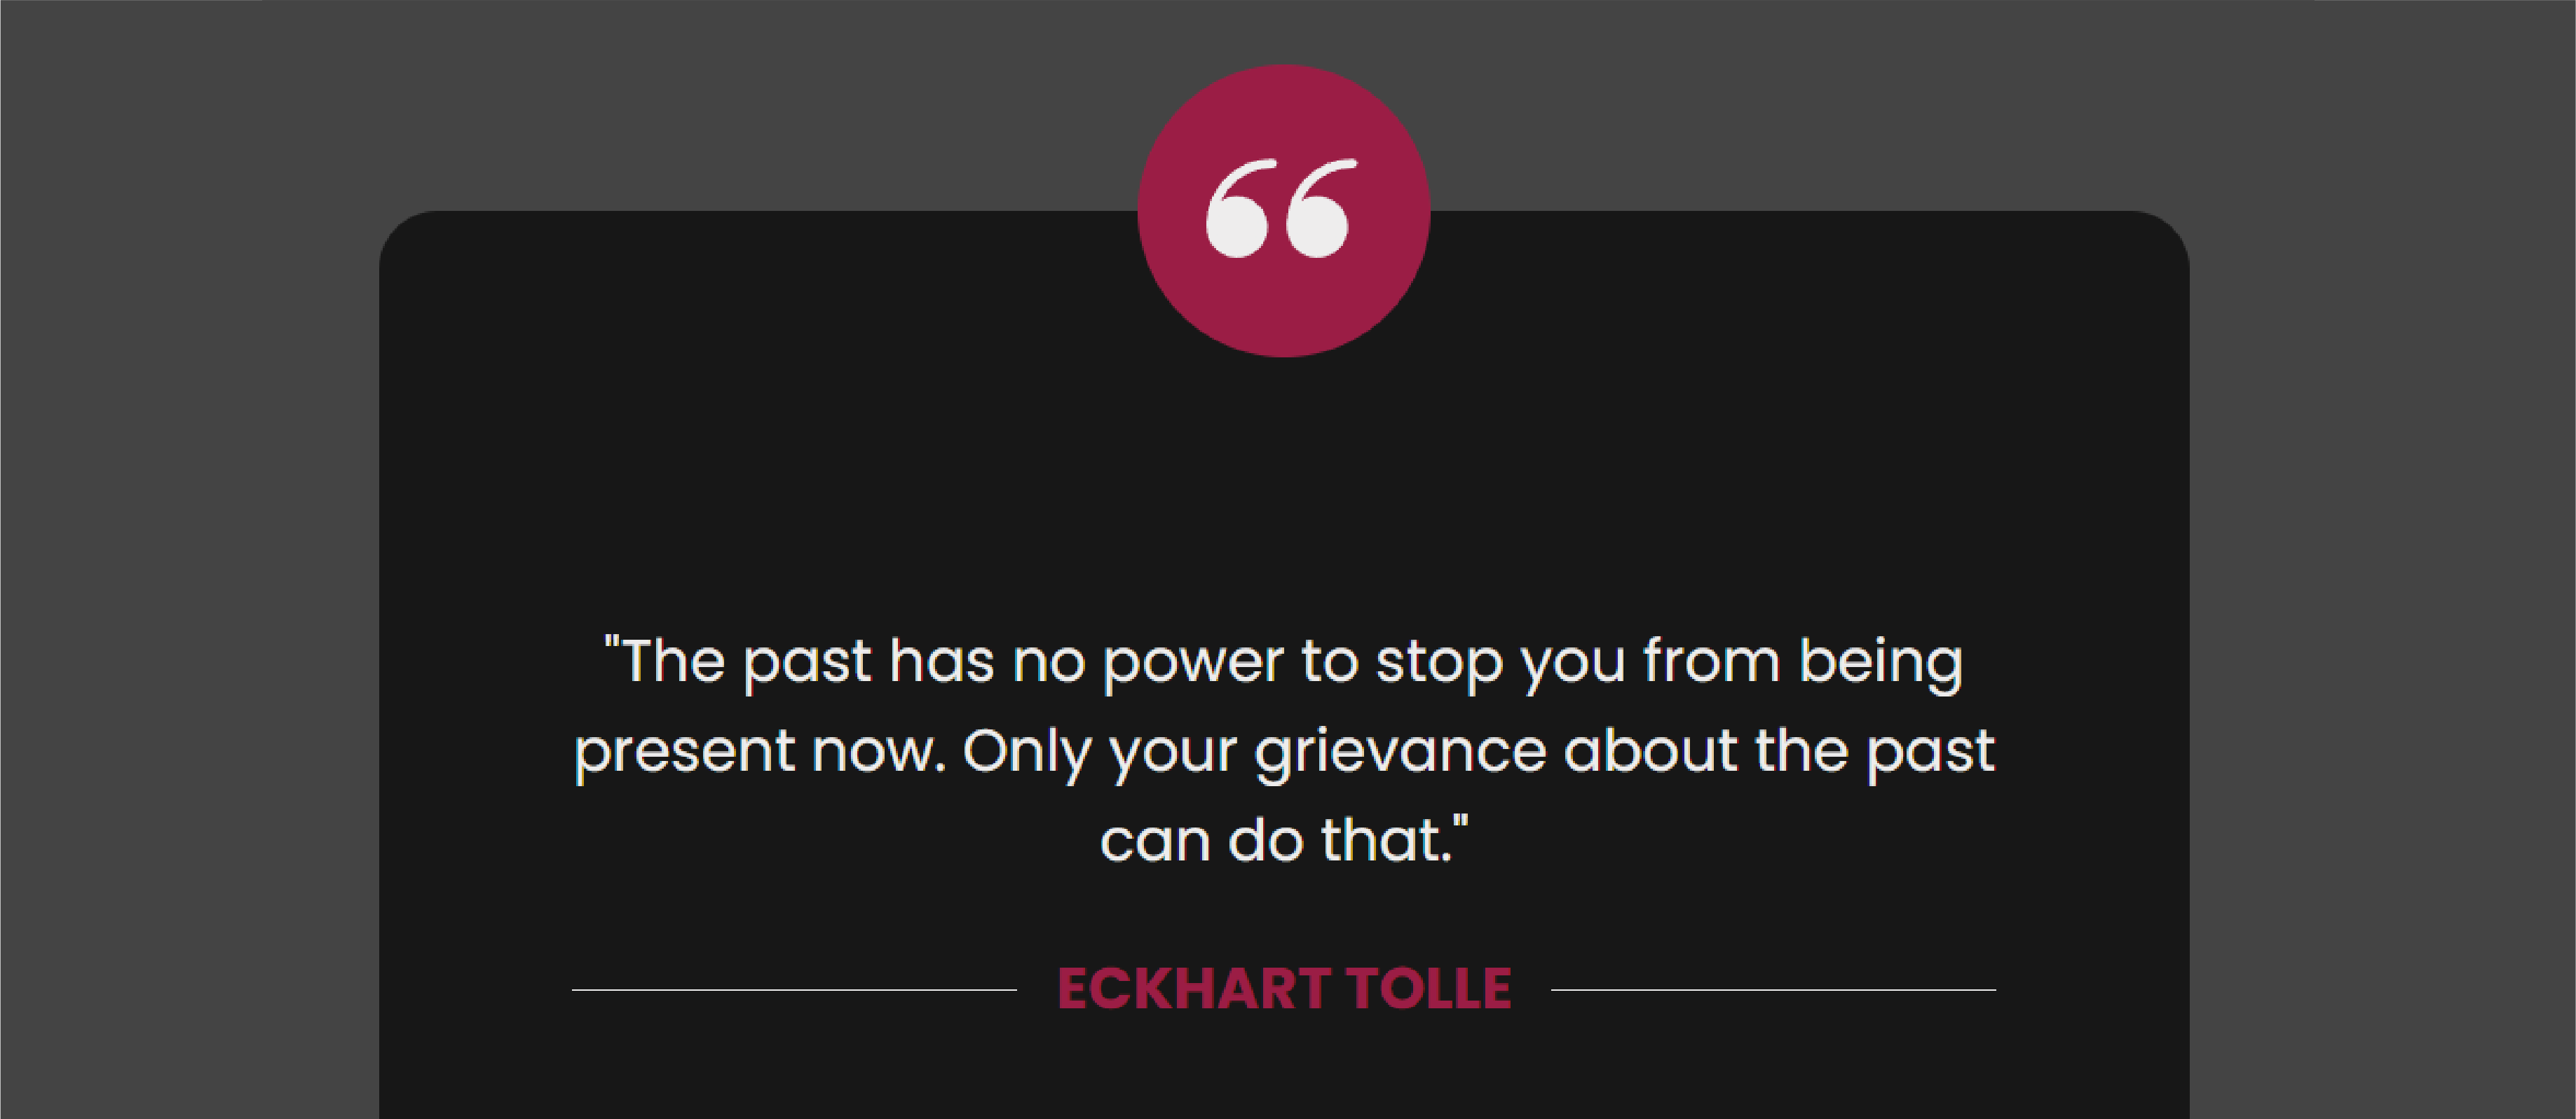 "The past has no power to stop you from being
present now. Only your grievance about the past
can do that."
ECKHART TOLLE